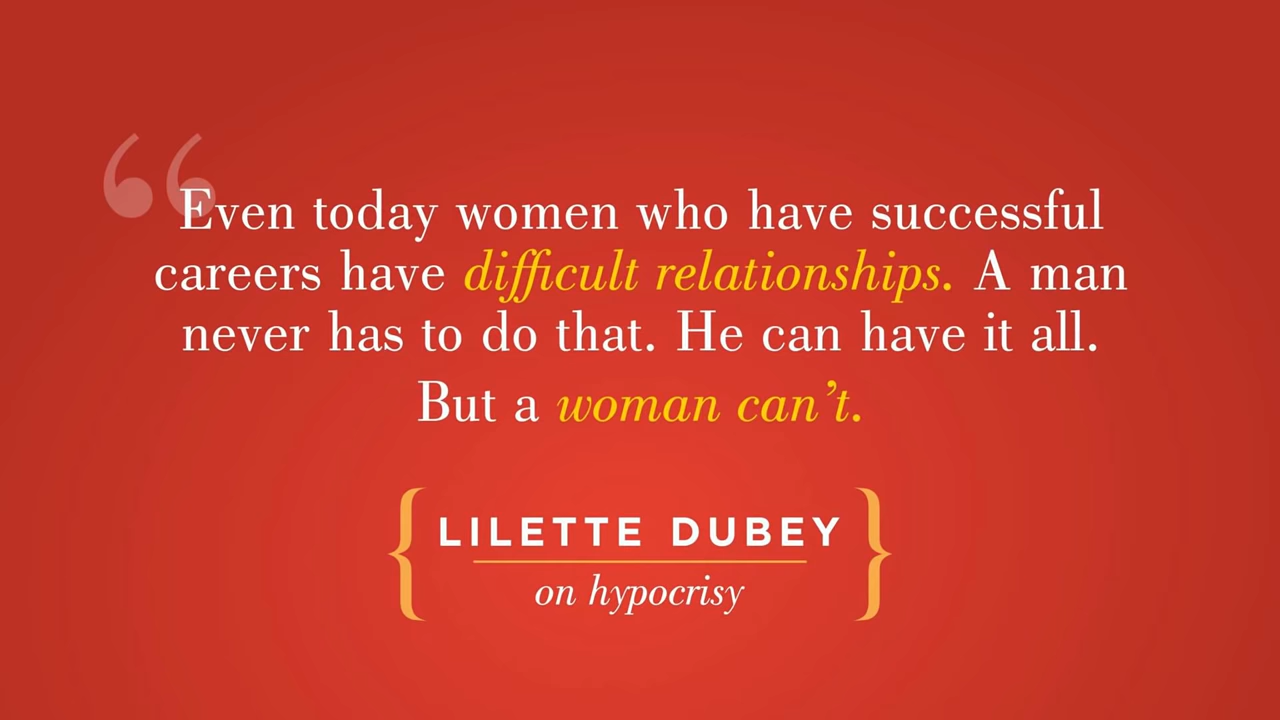 “Even today women who have successful
careers have difficult relationships. A man
never has to do that. He can have it all.
But a woman can’t.
{LILETTE DUBEY
on hypocrisy}